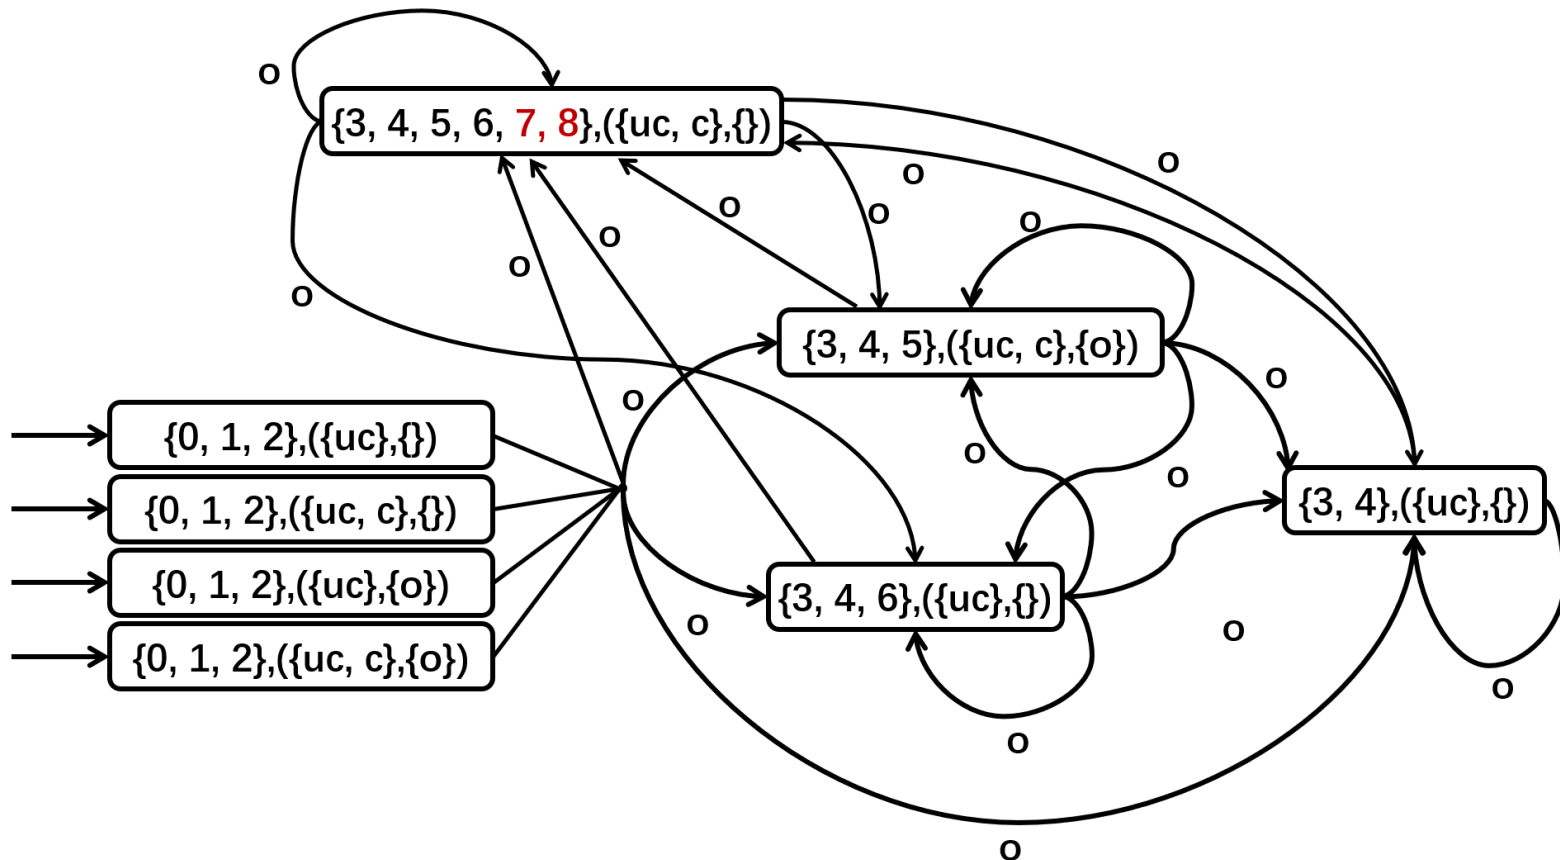 o
{3, 4, 5, 6, 7, 8},({uc, c},{})
o
o
o
o
o
o
o
o
o
{3, 4, 5},({uc, c},{o})
o
o
{0, 1, 2},({uc},{})
o
o
{3, 4},({uc},{})
{0, 1, 2},({uc, c},{})
{0, 1, 2},({uc},{o})
{3, 4, 6},({uc},{})
o
o
{0, 1, 2},({uc, c},{o})
o
o
o